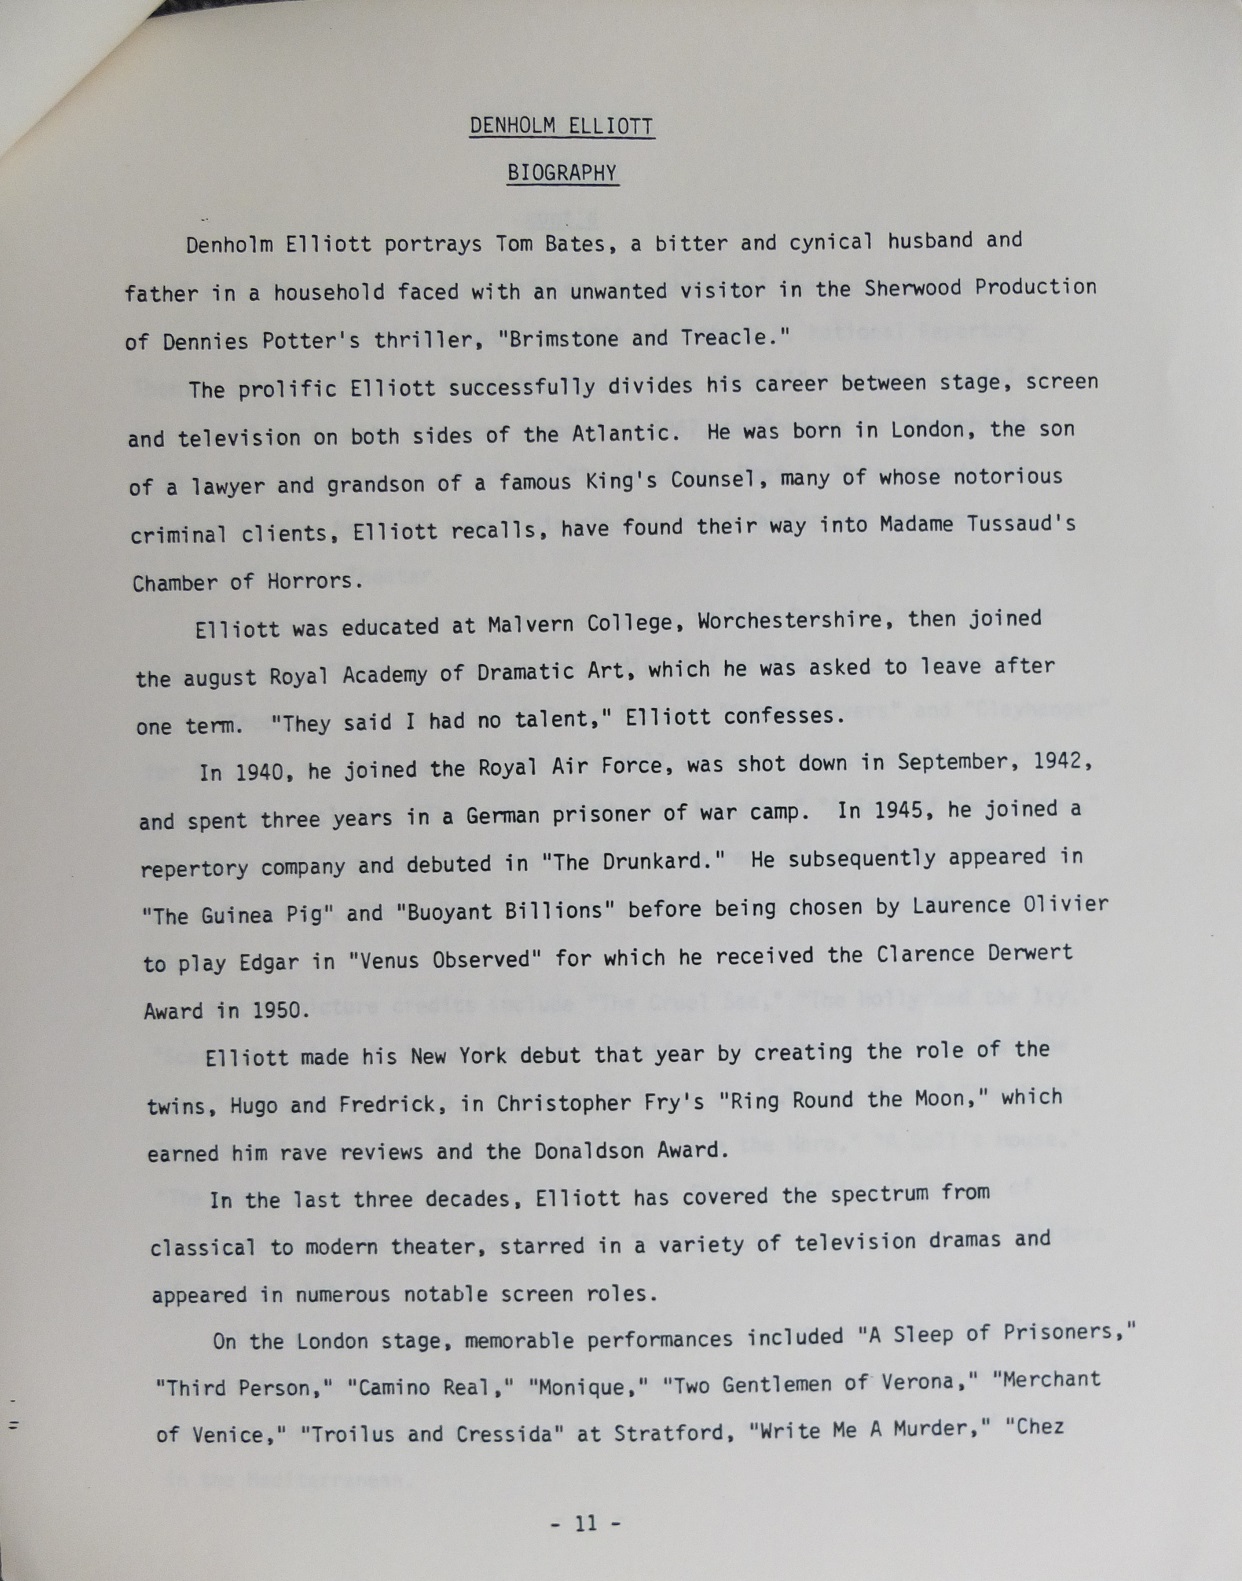 DENHOLM ELLIOTT
BIOGRAPHY
Denholm Elliott portrays Tom Bates, a bitter and cynical husband and
father in a household faced with an unwanted visitor in the Sherwood Production
of Dennies Potter's thriller, "Brimstone and Treacle."
The prolific Elliott successfully divides his career between stage, screen
and television on both sides of the Atlantic. He was born in London, the son
of a lawyer and grandson of a famous King's Counsel, many of whose notorious
criminal clients, Elliott recalls, have found their way into Madame Tussaud's
Chamber of Horrors.
Elliott was educated at Malvern College, Worchestershire, then joined
the august Royal Academy of Dramatic Art, which he was asked to leave after
one term. "They said I had no talent," Elliott confesses.
In 1940, he joined the Royal Air Force, was shot down in September, 1942,
and spent three years in a German prisoner of war camp. In 1945, he joined a
repertory company and debuted in "The Drunkard." He subsequently appeared in
"The Guinea Pig" and "Buoyant Billions" before being chosen by Laurence Olivier
to play Edgar in "Venus Observed" for which he received the Clarence Derwert
Award in 1950.
Elliott made his New York debut that year by creating the role of the
twins, Hugo and Fredrick, in Christopher Fry's "Ring Round the Moon," which
earned him rave reviews and the Donaldson Award.
In the last three decades, Elliott has covered the spectrum from
classical to modern theater, starred in a variety of television dramas and
appeared in numerous notable screen roles.
On the London stage, memorable performances included "A Sleep of Prisoners,"
"Third Person," "Camino Real," "Monique," "Two Gentlemen of Verona," "Merchant
of Venice," "Troilus and Cressida" at Stratford, "Write Me A Murder," "Chez
- 11 -